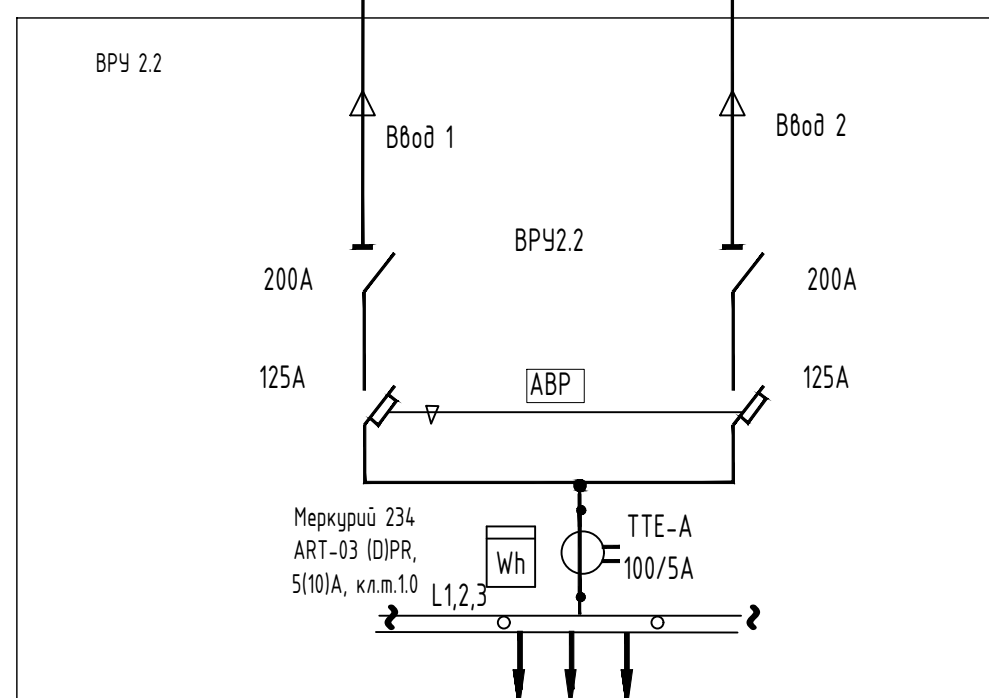 ВРУ 2.2
Ввод 1
Ввод 2
ВРУ2.2
200А
200А
125А
АВР
125А
Меркурий 234
ART-03 (D)PR,
5(10)А, кл.т.1.0
Wh
ТТЕ-А
100/5А
L1,2,3